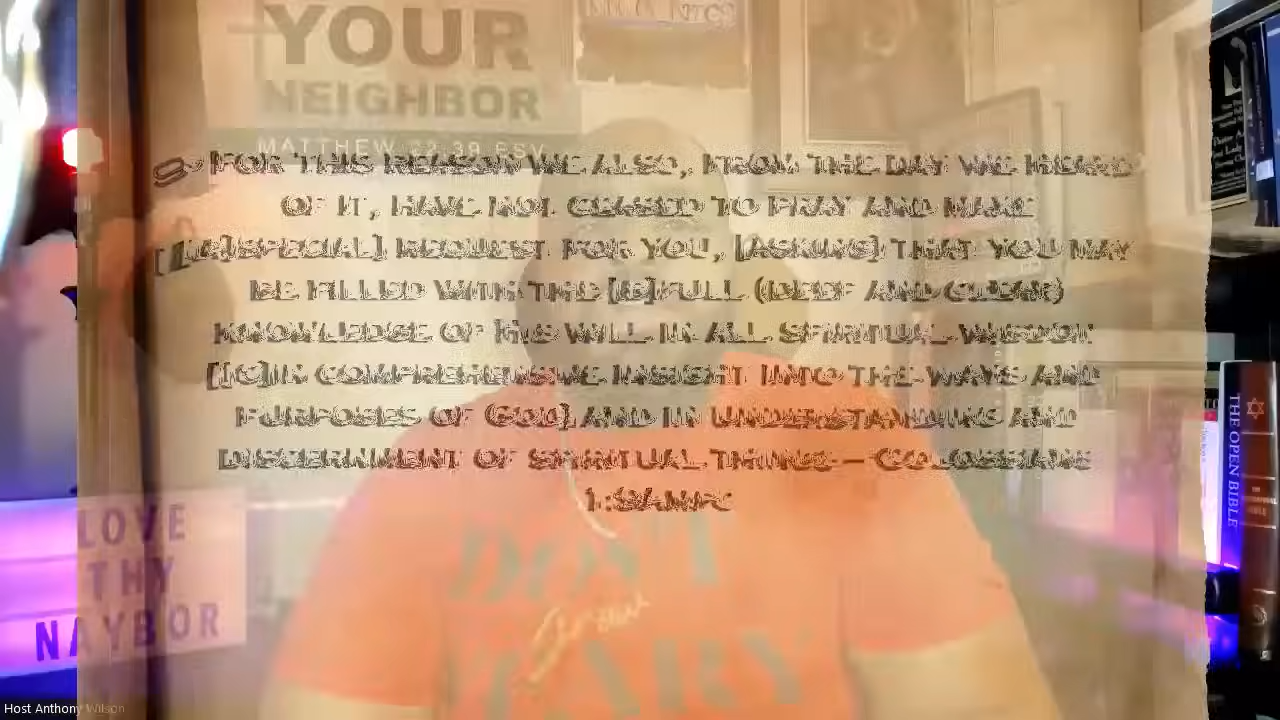 YOUR
NEIGHBOR
MATTHEW 22:39 ESV
9 FOR THIS REASON WE ALSO, FROM THE DAY WE HEARD
OF IT, HAVE NOT CEASED TO PRAY AND MAKE
[[A]SPECIAL] REQUEST FOR YOU, [ASKING] THAT YOU MAY
BE FILLED WITH THE [B]FULL (DEEP AND CLEAR)
KNOWLEDGE OF HIS WILL IN ALL SPIRITUAL WISDOM
[[C]IN COMPREHENSIVE INSIGHT INTO THE WAYS AND
PURPOSES OF GOD] AND IN UNDERSTANDING AND
DISCERNMENT OF SPIRITUAL THINGS— COLOSSIANS
1:9AMPC
LOVE
THY
NAYBOR
DON'T
TARRY
THE OPEN BIBLE
Host Anthony Wilson